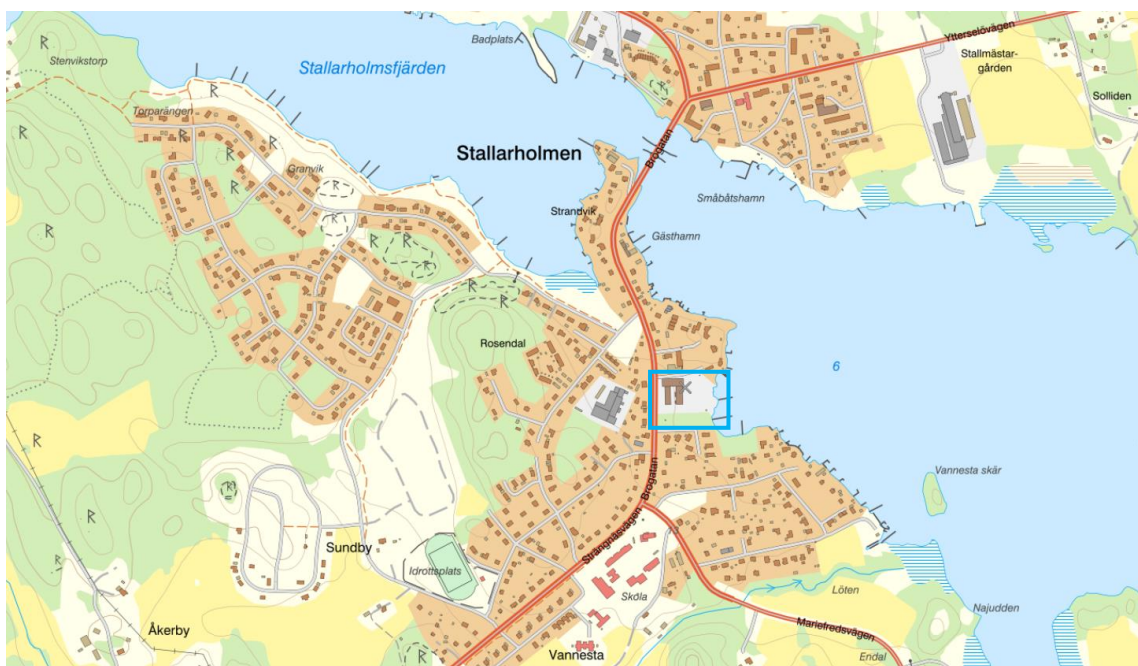 Ytterselövägen
Badplats
Stenvikstorp
Stallmästar-
gården
Stallarholmsfjärden
Solliden
Torparängen
Brogatan
Stallarholmen
Granvik
Småbåtshamn
Strandvik
Gästhamn
Rosendal
6
Vannesta skär
Brogatan
Strängnäsvägen
Sundby
Idrottsplats
Löten
Skola
Najudden
Mariefredsvägen
Åkerby
Vannesta
Endal